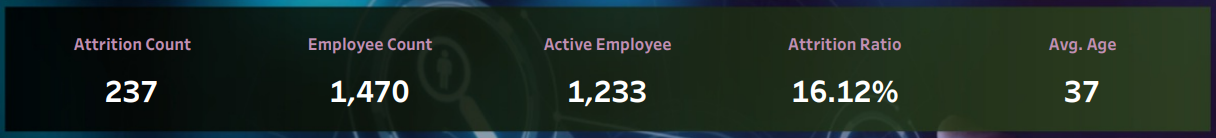 Attrition Count Employee Count Active Employee Attrition Ratio Avg. Age
237 1,470 1,233 16.12% 37